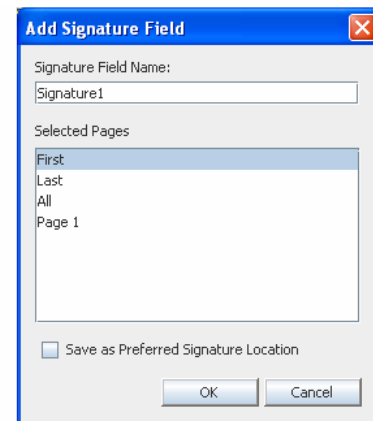 Add Signature Field
Signature Field Name:
Signature1
Selected Pages
First
Last
All
Page 1
Save as Preferred Signature Location
OK Cancel